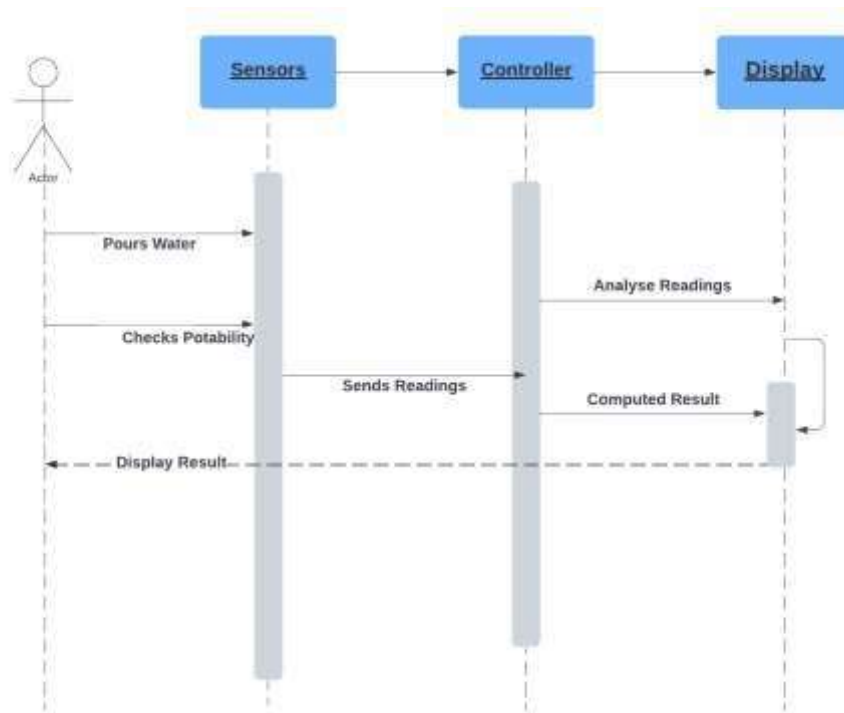 Sensors
Controller
Display
Actor
Pours Water
Analyse Readings
Checks Potability
Sends Readings
Computed Result
Display Result